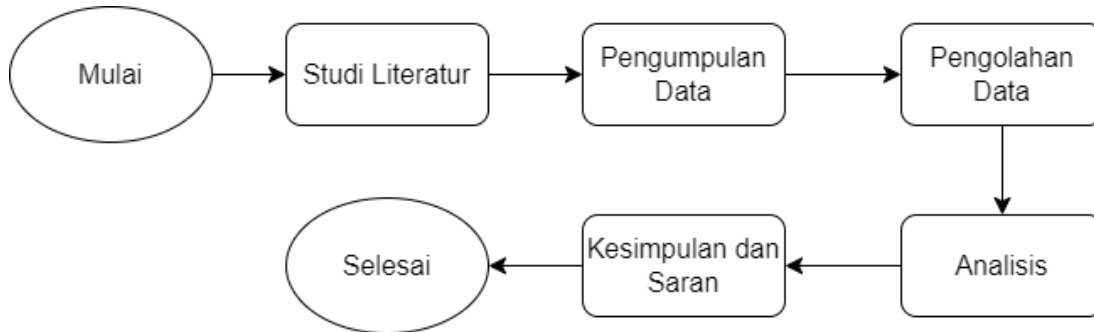 Mulai
Studi Literatur
Pengumpulan
Data
Pengolahan
Data
Analisis
Kesimpulan dan
Saran
Selesai